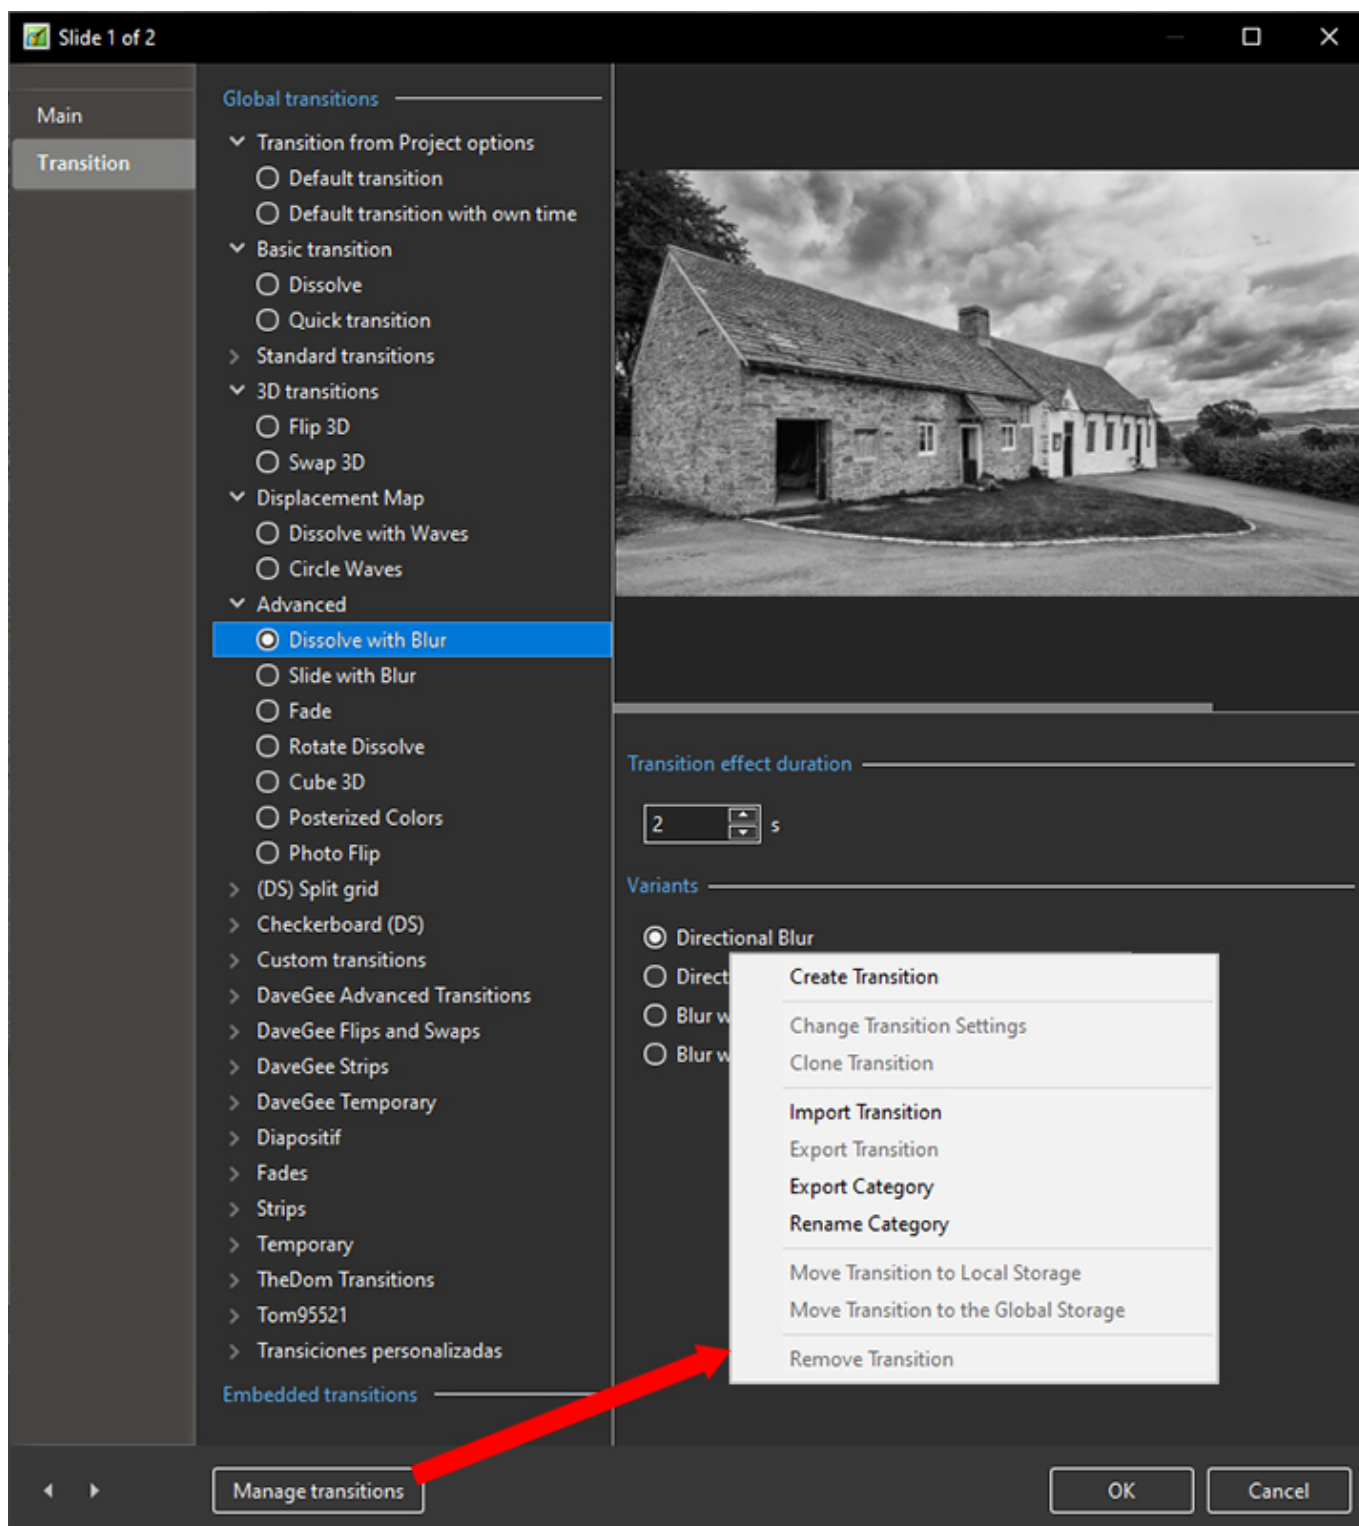 Slide 1 of 2
Main
Transition
Global transitions
Transition from Project options
Default transition
Default transition with own time
Basic transition
Dissolve
Quick transition
Standard transitions
3D transitions
Flip 3D
Swap 3D
Displacement Map
Dissolve with Waves
Circle Waves
Advanced
Dissolve with Blur
Slide with Blur
Fade
Rotate Dissolve
Cube 3D
Posterized Colors
Photo Flip
(DS) Split grid
Checkerboard (DS)
Custom transitions
DaveGee Advanced Transitions
DaveGee Flips and Swaps
DaveGee Strips
DaveGee Temporary
Diapositif
Fades
Strips
Temporary
TheDom Transitions
Tom95521
Transiciones personalizadas
Embedded transitions
Transition effect duration
2 s
Variants
Directional Blur
Direct
Blur w
Blur w
Create Transition
Change Transition Settings
Clone Transition
Import Transition
Export Transition
Export Category
Rename Category
Move Transition to Local Storage
Move Transition to the Global Storage
Remove Transition
Manage transitions
OK
Cancel